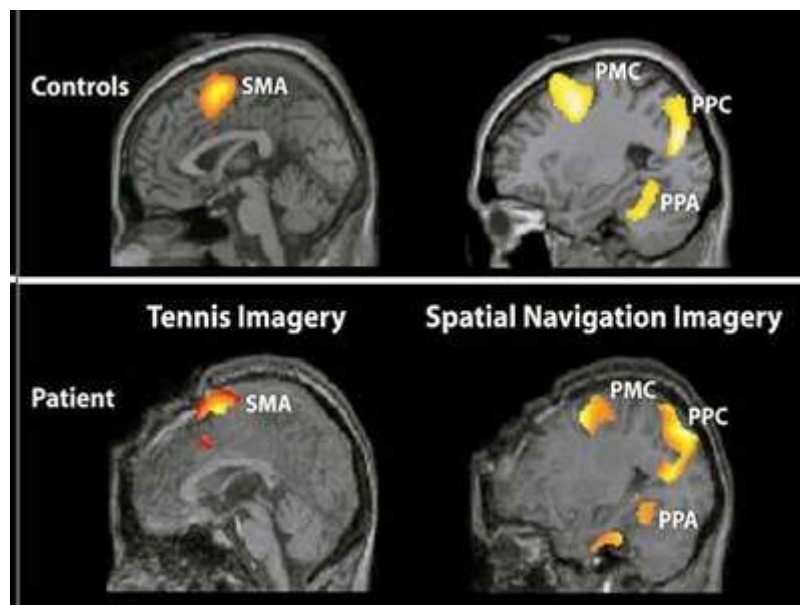 Controls
SMA
PMC
PPC
PPA
Tennis Imagery
Spatial Navigation Imagery
Patient
SMA
PMC
PPC
PPA